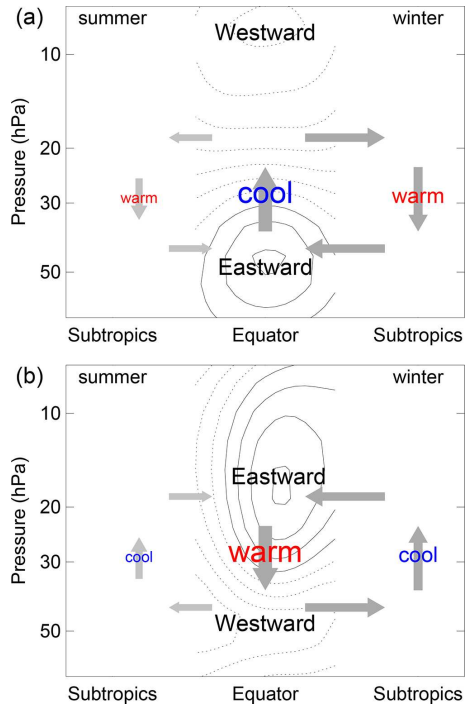 (a) summer winter
Westward
10
20
30
50
Pressure (hPa)
warm cool warm
Eastward
Subtropics Equator Subtropics
(b) summer winter
10
20
30
50
Pressure (hPa)
Eastward
cool warm cool
Westward
Subtropics Equator Subtropics